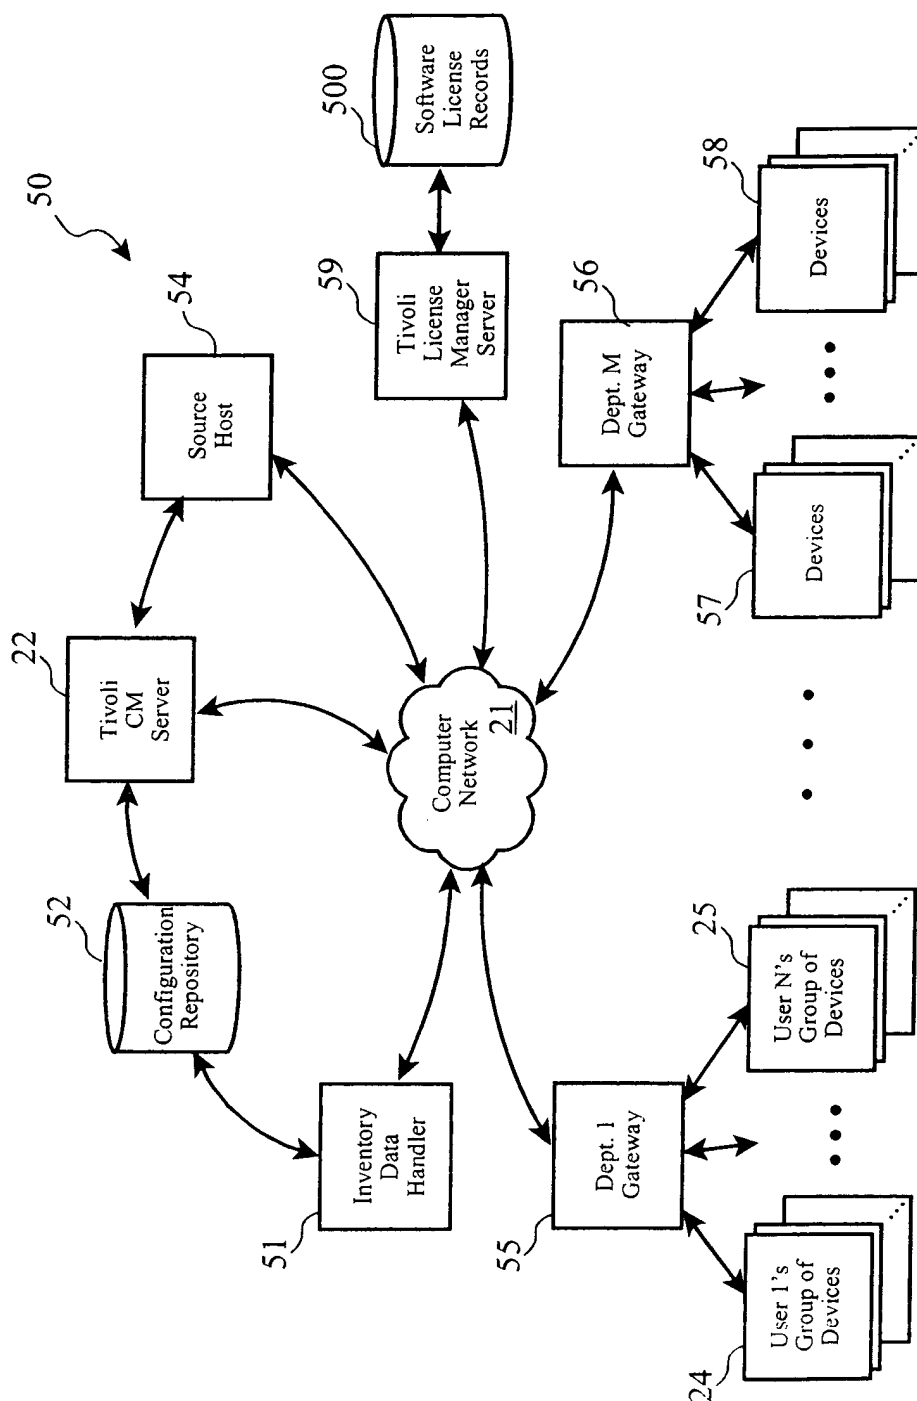 50
52
Configuration
Repository
22
Tivoli
CM
Server
54
Source
Host
51
Inventory
Data
Handler
Computer
Network
21
59
Tivoli
License
Manager
Server
500
Software
License
Records
55
Dept. 1
Gateway
Dept. M
Gateway
56
24
User 1's
Group of
Devices
25
User N's
Group of
Devices
57
Devices
58
Devices